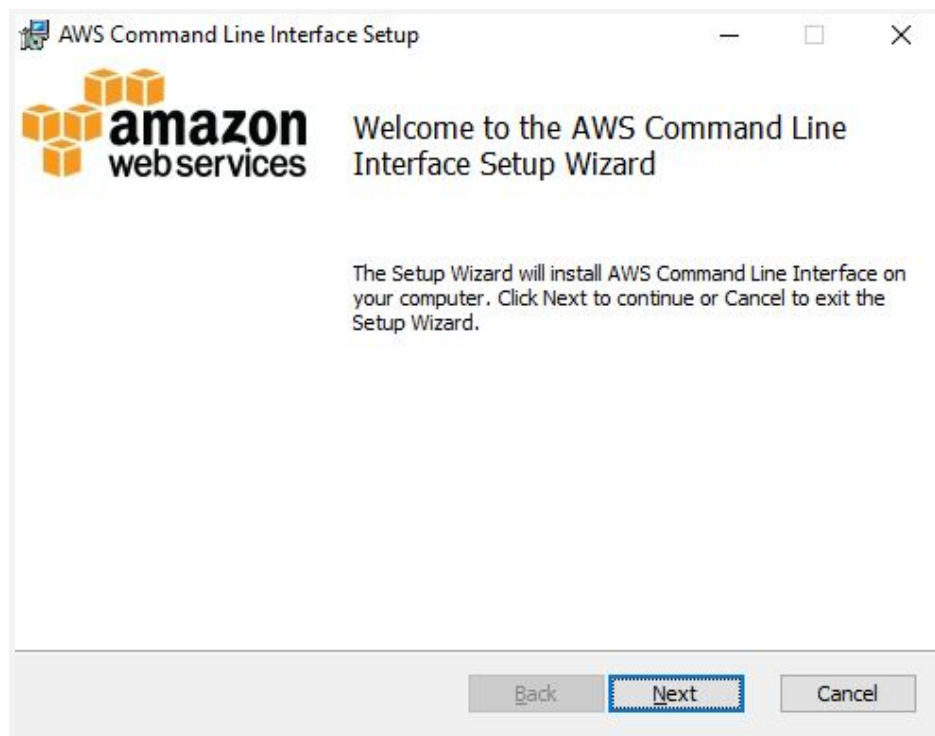 AWS Command Line Interface Setup
amazon
webservices
Welcome to the AWS Command Line
Interface Setup Wizard
The Setup Wizard will install AWS Command Line Interface on
your computer. Click Next to continue or Cancel to exit the
Setup Wizard.
Back
Next
Cancel